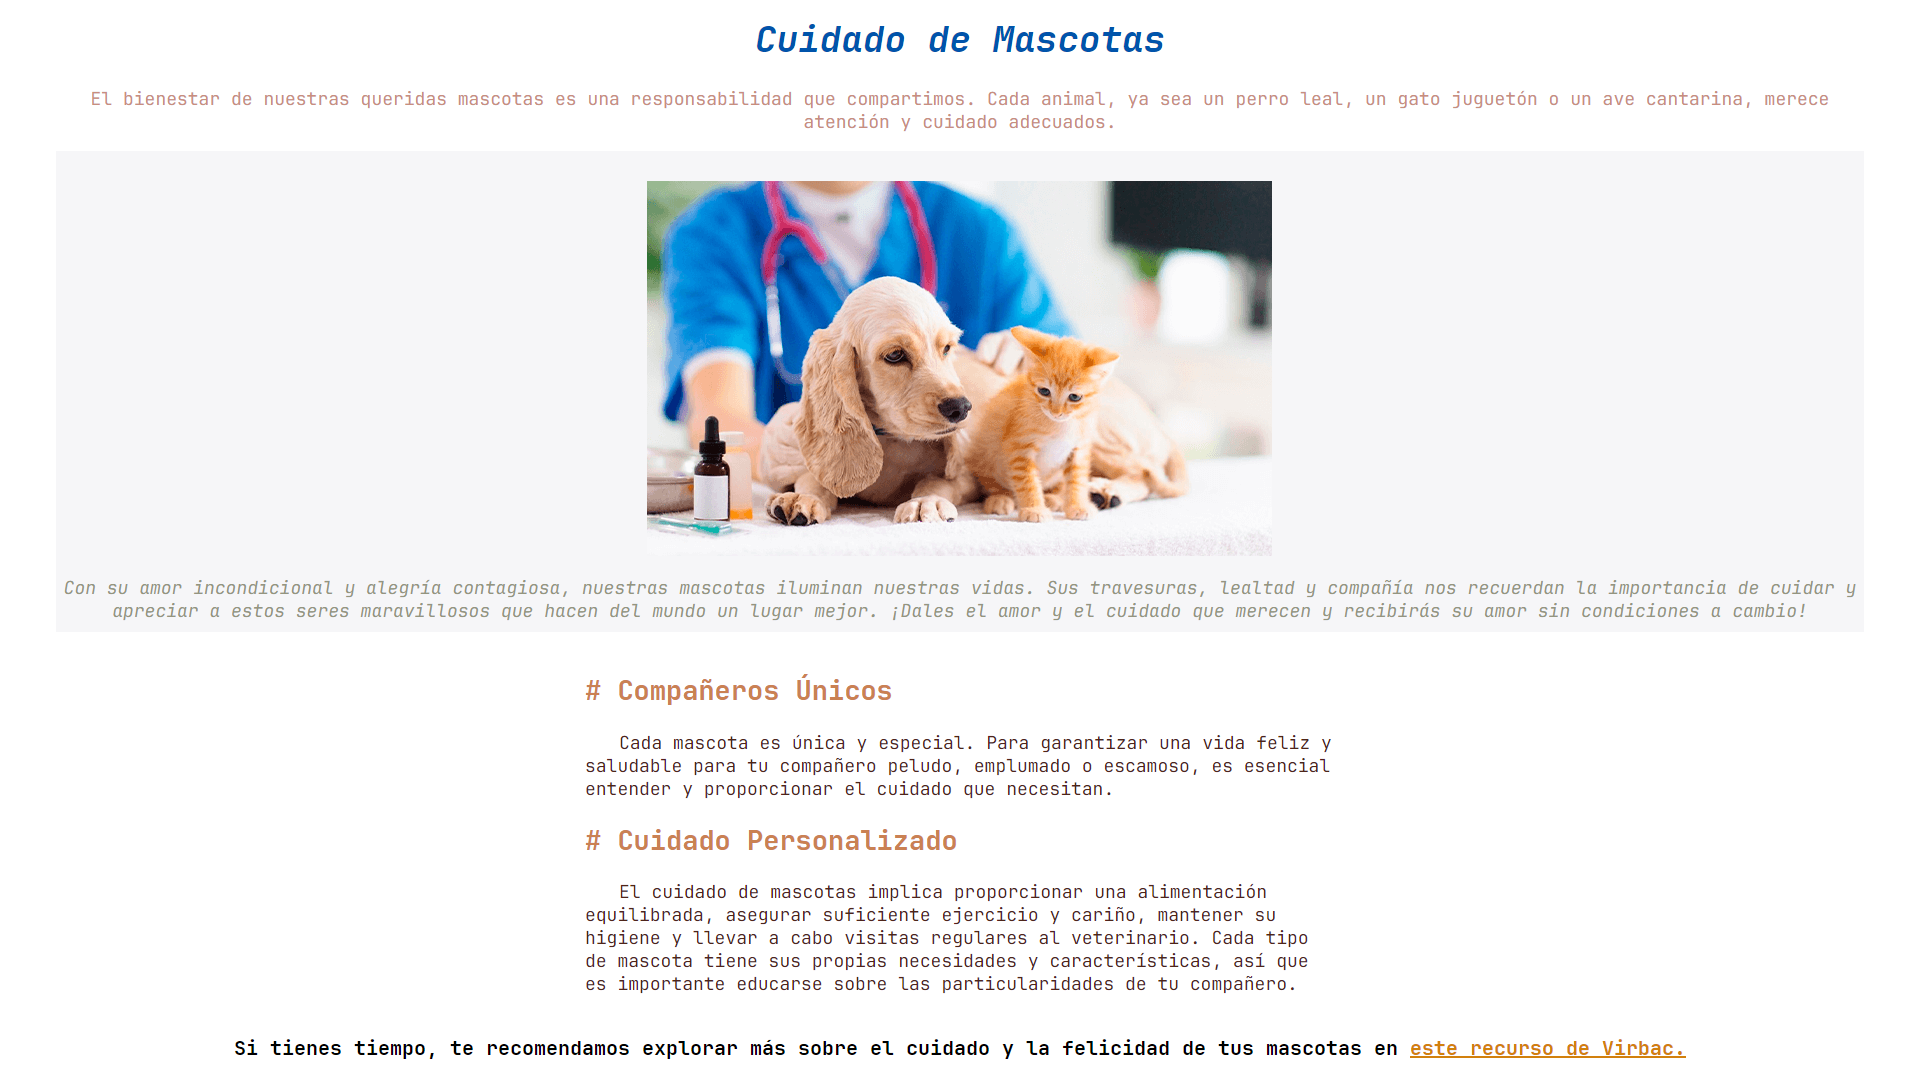 Cuidado de Mascotas
El bienestar de nuestras queridas mascotas es una responsabilidad que compartimos. Cada animal, ya sea un perro leal, un gato juguetón o un ave cantarina, merece
atención y cuidado adecuados.
Con su amor incondicional y alegría contagiosa, nuestras mascotas iluminan nuestras vidas. Sus travesuras, lealtad y compañía nos recuerdan la importancia de cuidar y
apreciar a estos seres maravillosos que hacen del mundo un lugar mejor. ¡Dales el amor y el cuidado que merecen y recibirás su amor sin condiciones a cambio!
# Compañeros Únicos
Cada mascota es única y especial. Para garantizar una vida feliz y
saludable para tu compañero peludo, emplumado o escamoso, es esencial
entender y proporcionar el cuidado que necesitan.
# Cuidado Personalizado
El cuidado de mascotas implica proporcionar una alimentación
equilibrada, asegurar suficiente ejercicio y cariño, mantener su
higiene y llevar a cabo visitas regulares al veterinario. Cada tipo
de mascota tiene sus propias necesidades y características, así que
es importante educarse sobre las particularidades de tu compañero.
Si tienes tiempo, te recomendamos explorar más sobre el cuidado y la felicidad de tus mascotas en este recurso de Virbac.